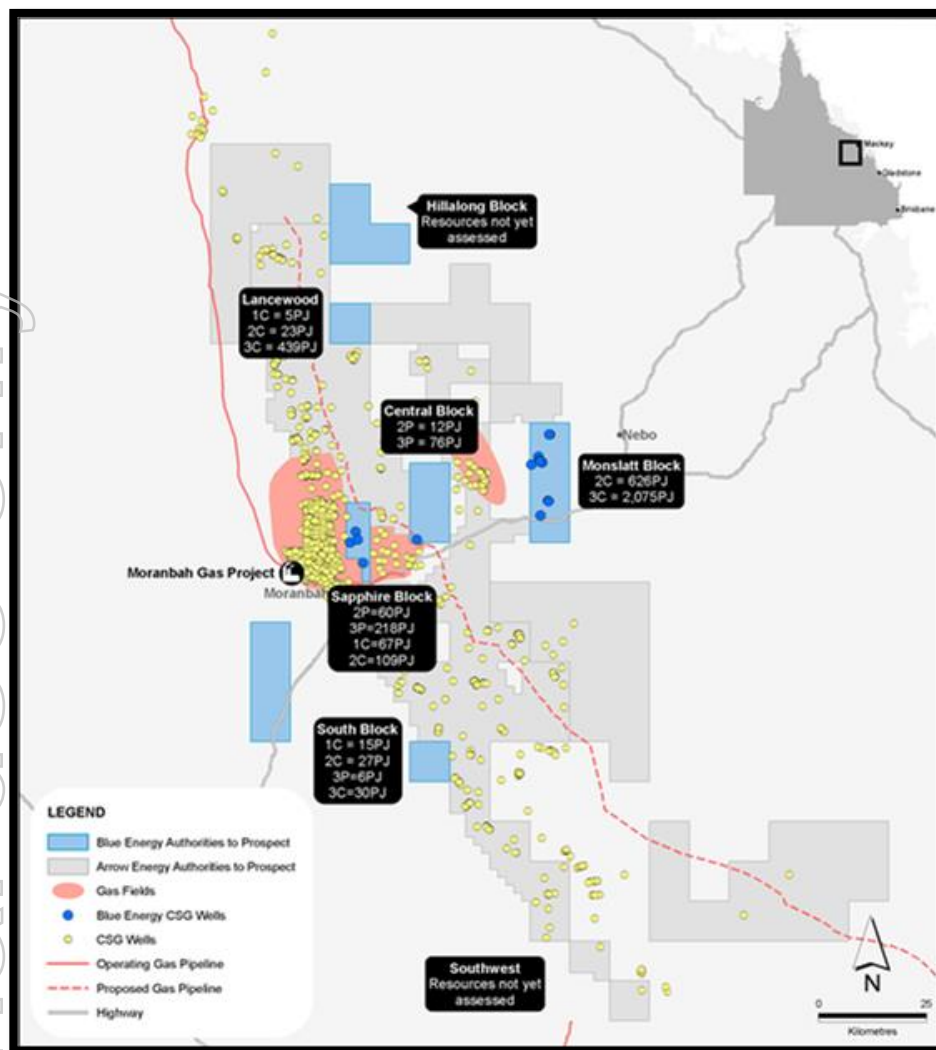 Mackay
Gladstone
Brisbane
Hillalong Block
Resources not yet
assessed
Lancewood
1C = 5PJ
2C = 23PJ
3C = 439PJ
Central Block
2P = 12PJ
3P = 76PJ
Nebo
Monslatt Block
2C = 626PJ
3C = 2,075PJ
Moranbah Gas Project
Moranbah
Sapphire Block
2P=60PJ
3P=218PJ
1C=67PJ
2C=109PJ
South Block
1C = 15PJ
2C = 27PJ
3P=6PJ
3C=30PJ
Southwest
Resources not yet
assessed
LEGEND
Blue Energy Authorities to Prospect
Arrow Energy Authorities to Prospect
Gas Fields
Blue Energy CSG Wells
CSG Wells
Operating Gas Pipeline
Proposed Gas Pipeline
Highway
N
0 25
Kilometres